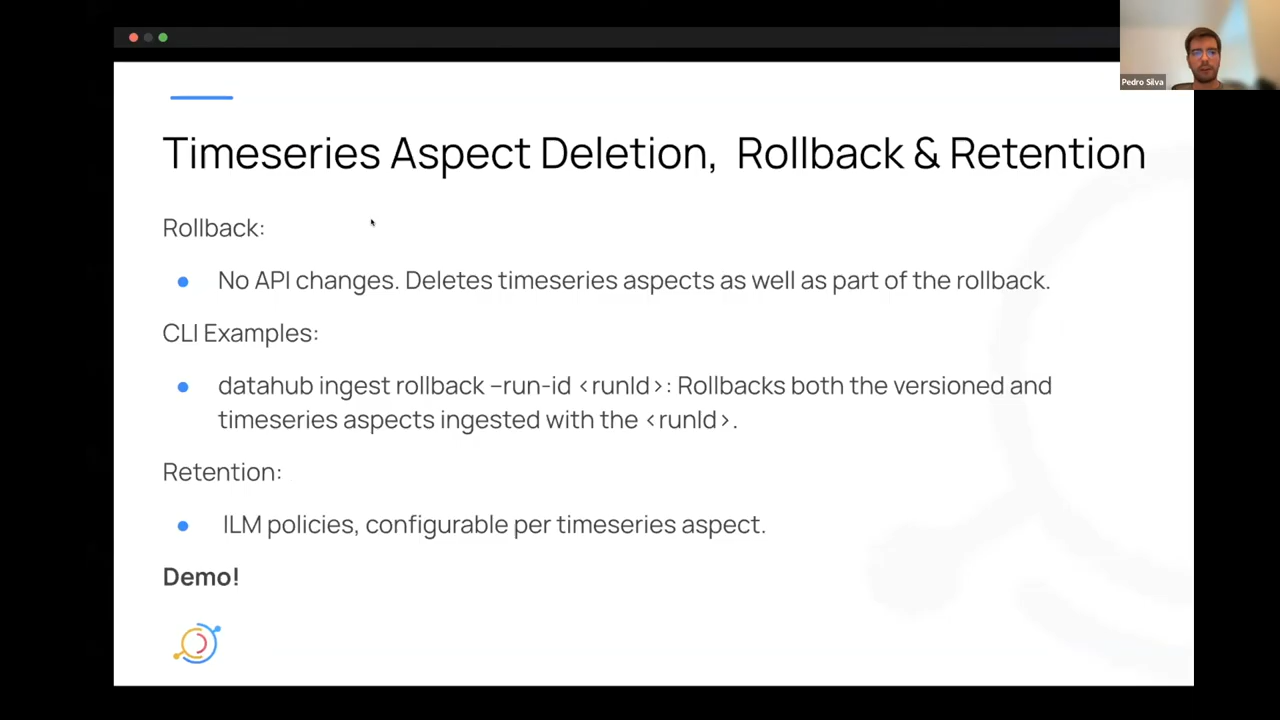 Pedro Silva
Timeseries Aspect Deletion,  Rollback & Retention
Rollback:
No API changes. Deletes timeseries aspects as well as part of the rollback.
CLI Examples:
datahub ingest rollback –run-id <runId>: Rollbacks both the versioned and
timeseries aspects ingested with the <runId>.
Retention:
ILM policies, configurable per timeseries aspect.
Demo!